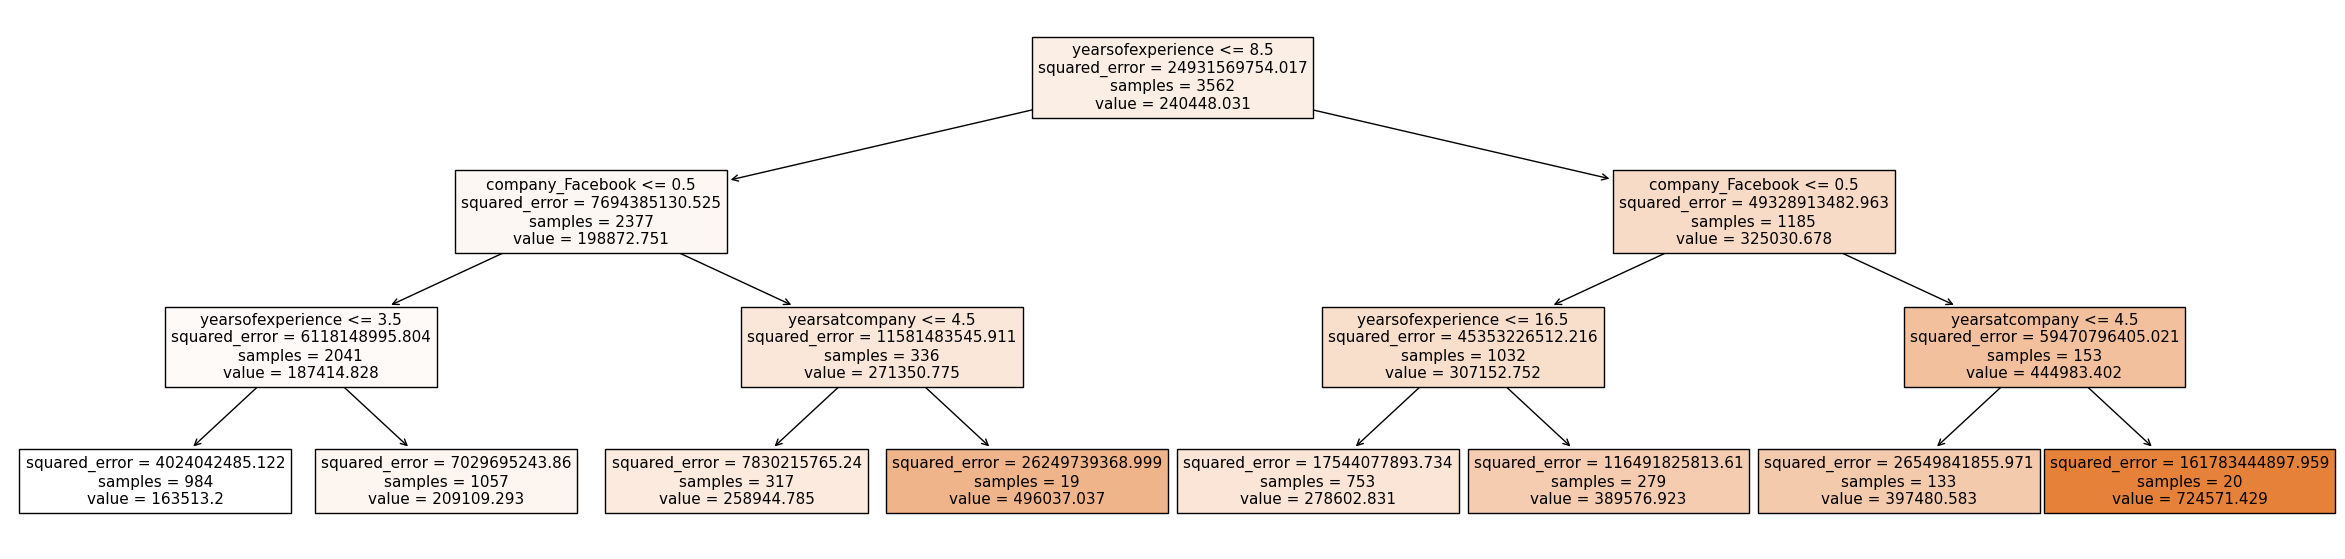 yearsofexperience <= 8.5
squared_error = 24931569754.017
samples = 3562
value = 240448.031
company_Facebook <= 0.5
squared_error = 7694385130.525
samples = 2377
value = 198872.751
company_Facebook <= 0.5
squared_error = 49328913482.963
samples = 1185
value = 325030.678
yearsofexperience <= 3.5
squared_error = 6118148995.804
samples = 2041
value = 187414.828
yearsatcompany <= 4.5
squared_error = 11581483545.911
samples = 336
value = 271350.775
yearsofexperience <= 16.5
squared_error = 45353226512.216
samples = 1032
value = 307152.752
yearsatcompany <= 4.5
squared_error = 59470796405.021
samples = 153
value = 444983.402
squared_error = 4024042485.122
samples = 984
value = 163513.2
squared_error = 7029695243.86
samples = 1057
value = 209109.293
squared_error = 7830215765.24
samples = 317
value = 258944.785
squared_error = 26249739368.999
samples = 19
value = 496037.037
squared_error = 17544077893.734
samples = 753
value = 278602.831
squared_error = 116491825813.61
samples = 279
value = 389576.923
squared_error = 26549841855.971
samples = 133
value = 397480.583
squared_error = 161783444897.959
samples = 20
value = 724571.429